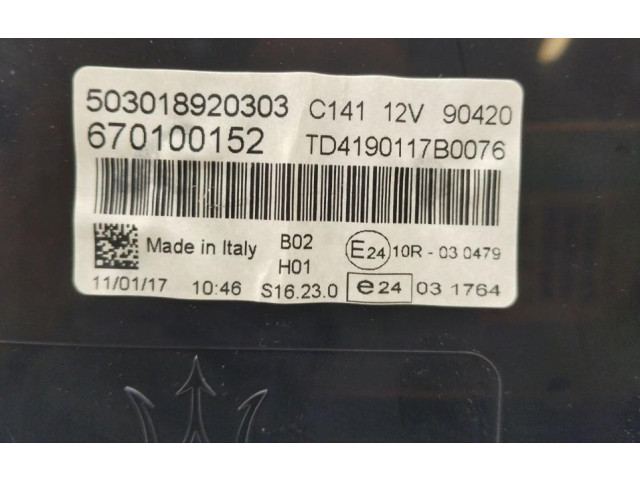 503018920303 C141 12V 90420
670100152 TD4190117B0076
Made in Italy B02 E24 10R - 03 0479
H01
11/01/17 10:46 S16.23.0 e24 03 1764